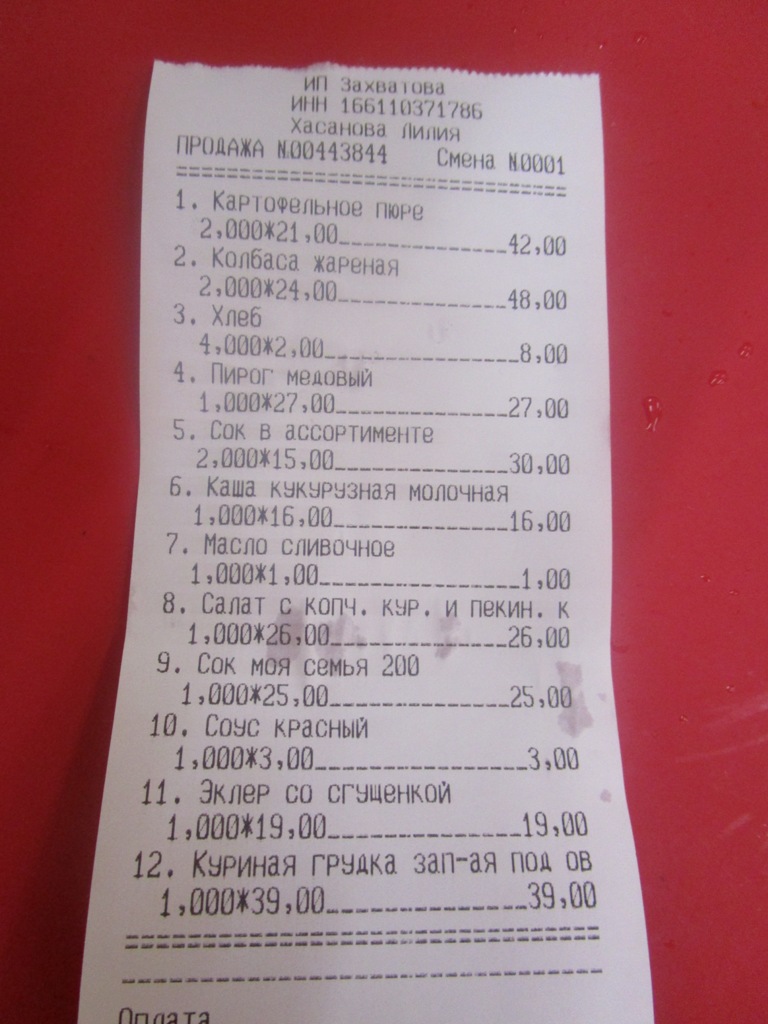 ИП Захватова
ИНН 166110371786
Хасанова Лилия
ПРОДАЖА №00443844 Смена №0001
1. Картофельное пюре
2,000*21,00 42,00
2. Колбаса жареная
2,000*24,00 48,00
3. Хлеб
4,000*2,00 8,00
4. Пирог медовый
1,000*27,00 27,00
5. Сок в ассортименте
2,000*15,00 30,00
6. Каша кукурузная молочная
1,000*16,00 16,00
7. Масло сливочное
1,000*1,00 1,00
8. Салат с копч. кур. и пекин. к
1,000*26,00 26,00
9. Сок моя семья 200
1,000*25,00 25,00
10. Соус красный
1,000*3,00 3,00
11. Эклер со сгущенкой
1,000*19,00 19,00
12. Куриная грудка зап-ая под ов
1,000*39,00 39,00
Оплата